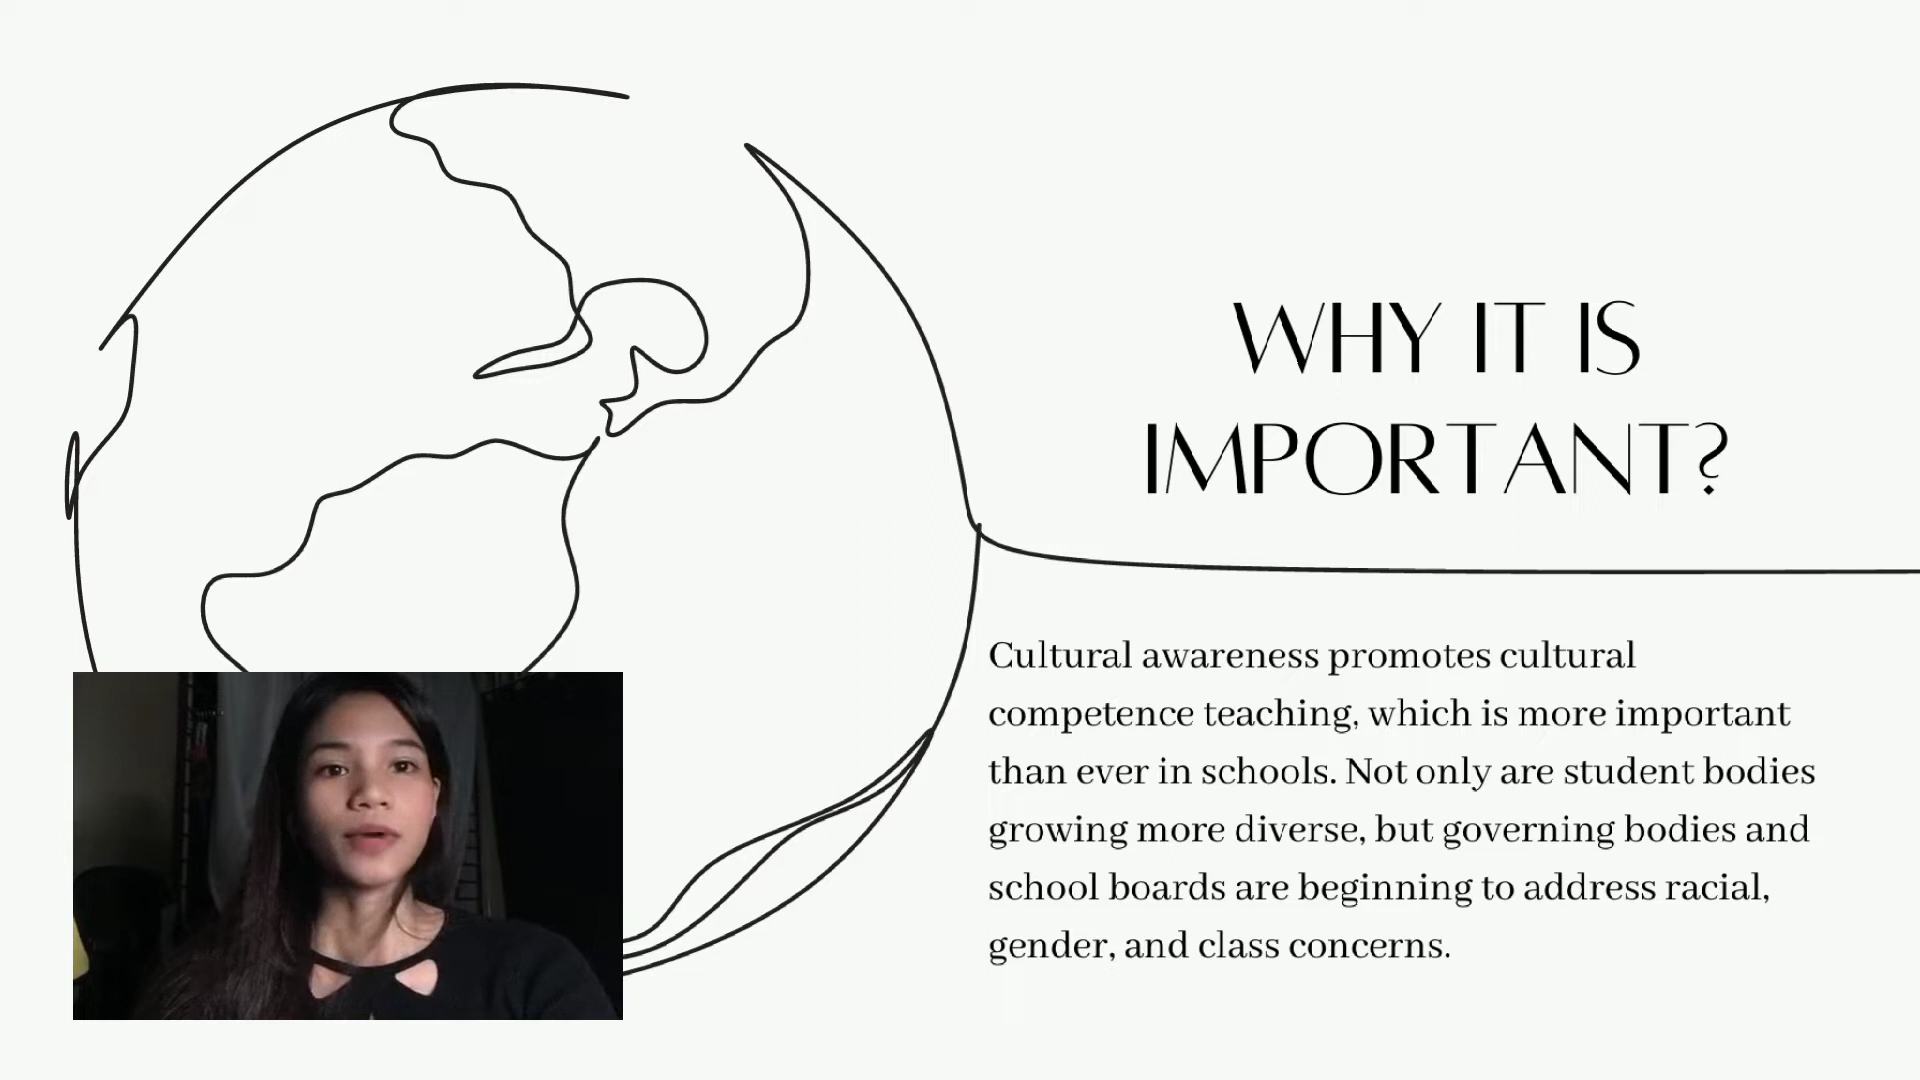 WHY IT IS
IMPORTANT?
Cultural awareness promotes cultural
competence teaching, which is more important
than ever in schools. Not only are student bodies
growing more diverse, but governing bodies and
school boards are beginning to address racial,
gender, and class concerns.